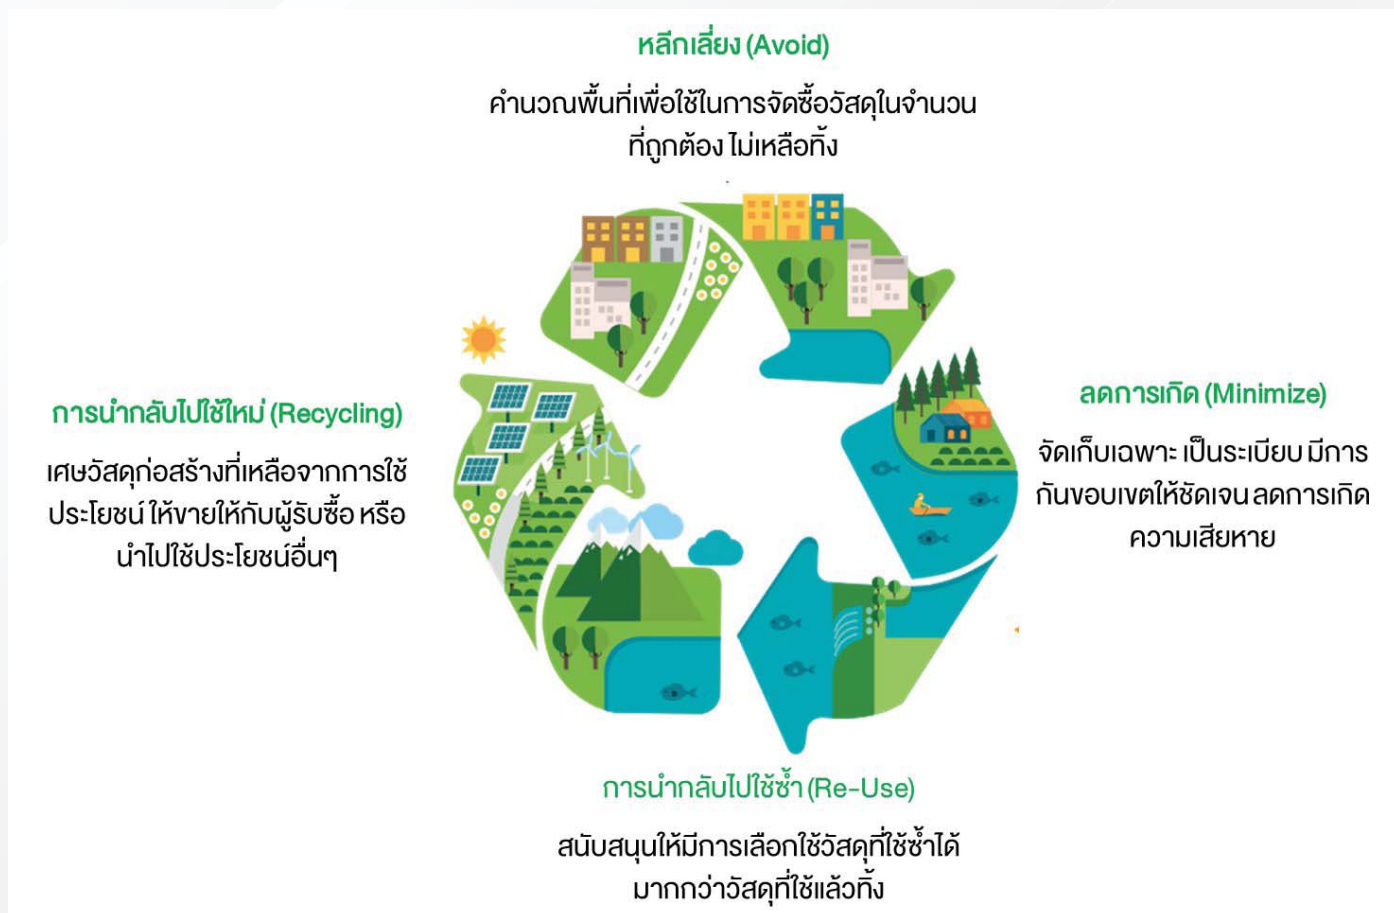 หลีกเลี่ยง (Avoid)
คำนวณพื้นที่เพื่อใช้ในการจัดซื้อวัสดุในจำนวน
ที่ถูกต้อง ไม่เหลือทิ้ง
การนำกลับไปใช้ใหม่ (Recycling)
เศษวัสดุก่อสร้างที่เหลือจากการใช้
ประโยชน์ ให้ขายให้กับผู้รับซื้อ หรือ
นำไปใช้ประโยชน์อื่นๆ
ลดการเกิด (Minimize)
จัดเก็บเฉพาะ เป็นระเบียบ มีการ
กันขอบเขตให้ชัดเจน ลดการเกิด
ความเสียหาย
การนำกลับไปใช้ซ้ำ (Re-Use)
สนับสนุนให้มีการเลือกใช้วัสดุที่ใช้ซ้ำได้
มากกว่าวัสดุที่ใช้แล้วทิ้ง